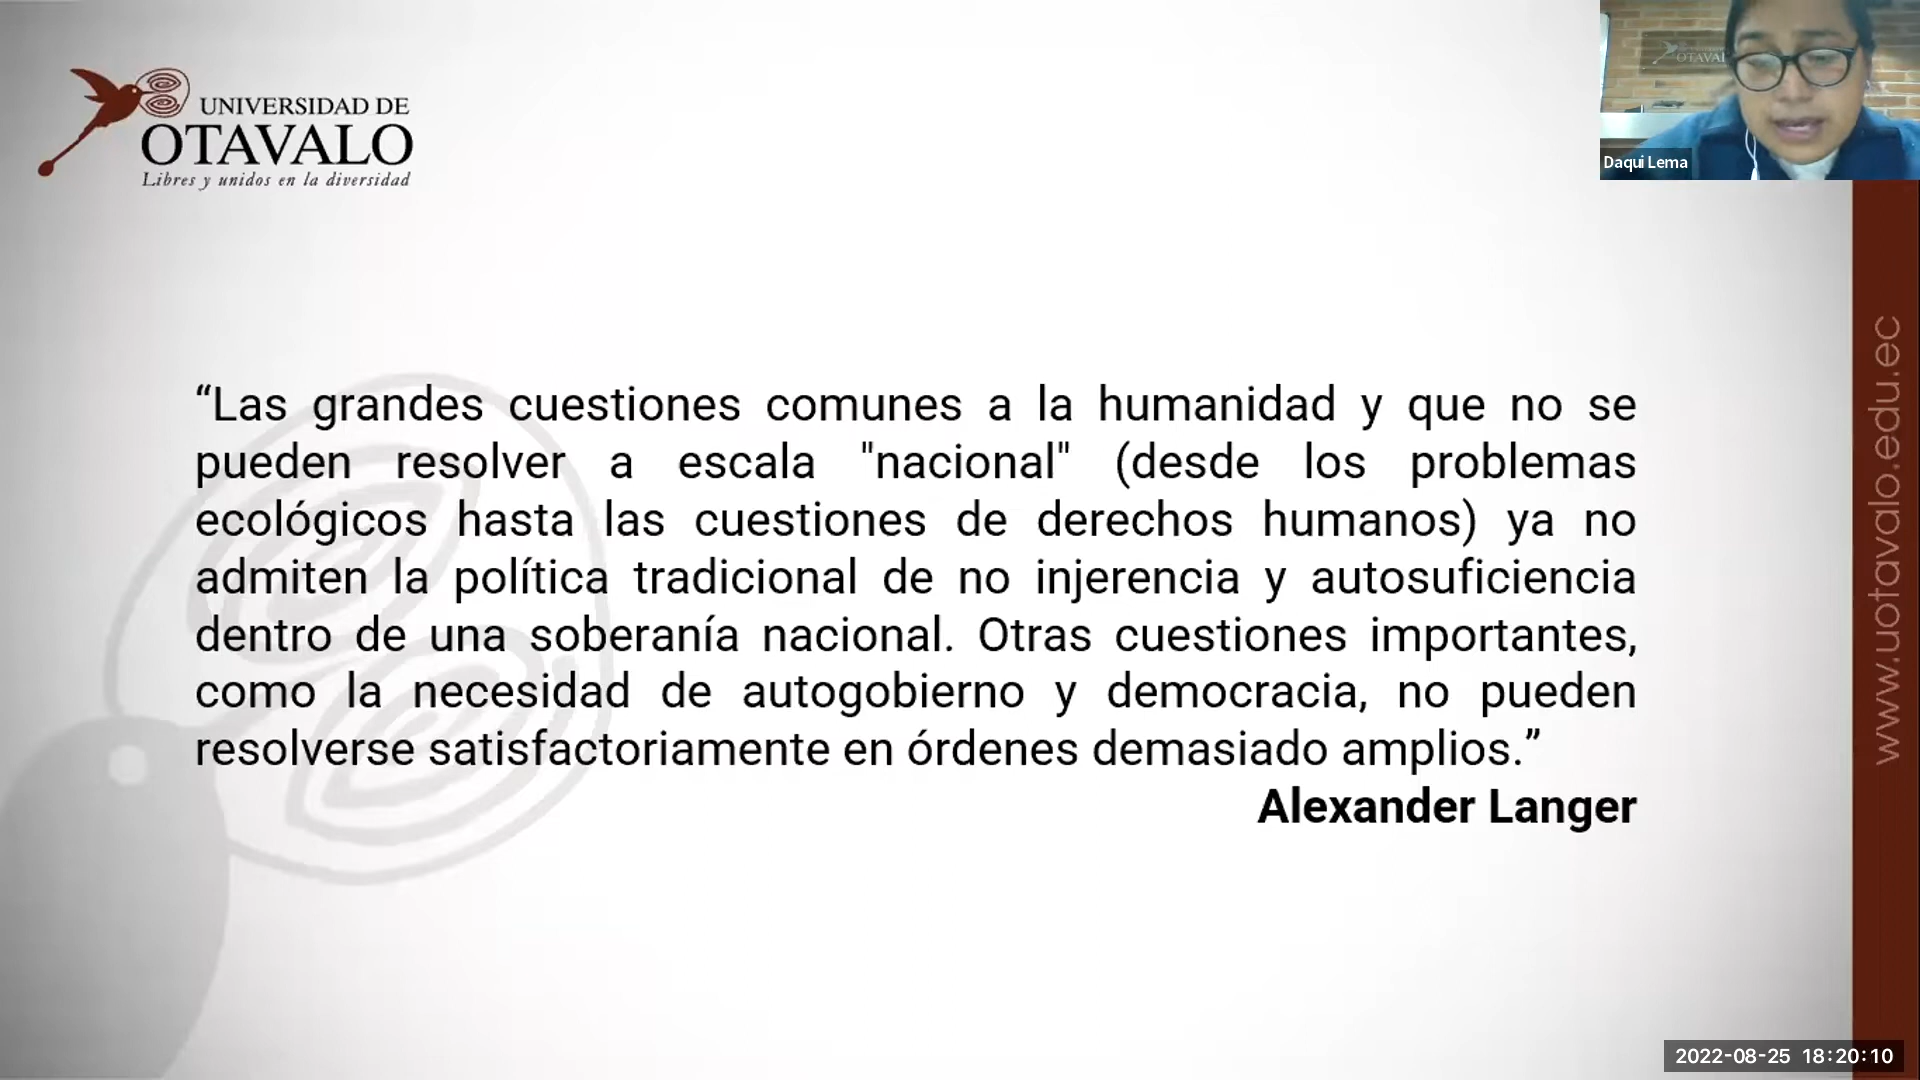 UNIVERSIDAD DE
OTAVALO
Libres y unidos en la diversidad
OTAVAL
Daqui Lema
“Las grandes cuestiones comunes a la humanidad y que no se
pueden resolver a escala "nacional" (desde los problemas
ecológicos hasta las cuestiones de derechos humanos) ya no
admiten la política tradicional de no injerencia y autosuficiencia
dentro de una soberanía nacional. Otras cuestiones importantes,
como la necesidad de autogobierno y democracia, no pueden
resolverse satisfactoriamente en órdenes demasiado amplios.”
Alexander Langer
www.uotavalo.edu.ec
2022-08-25 18:20:10